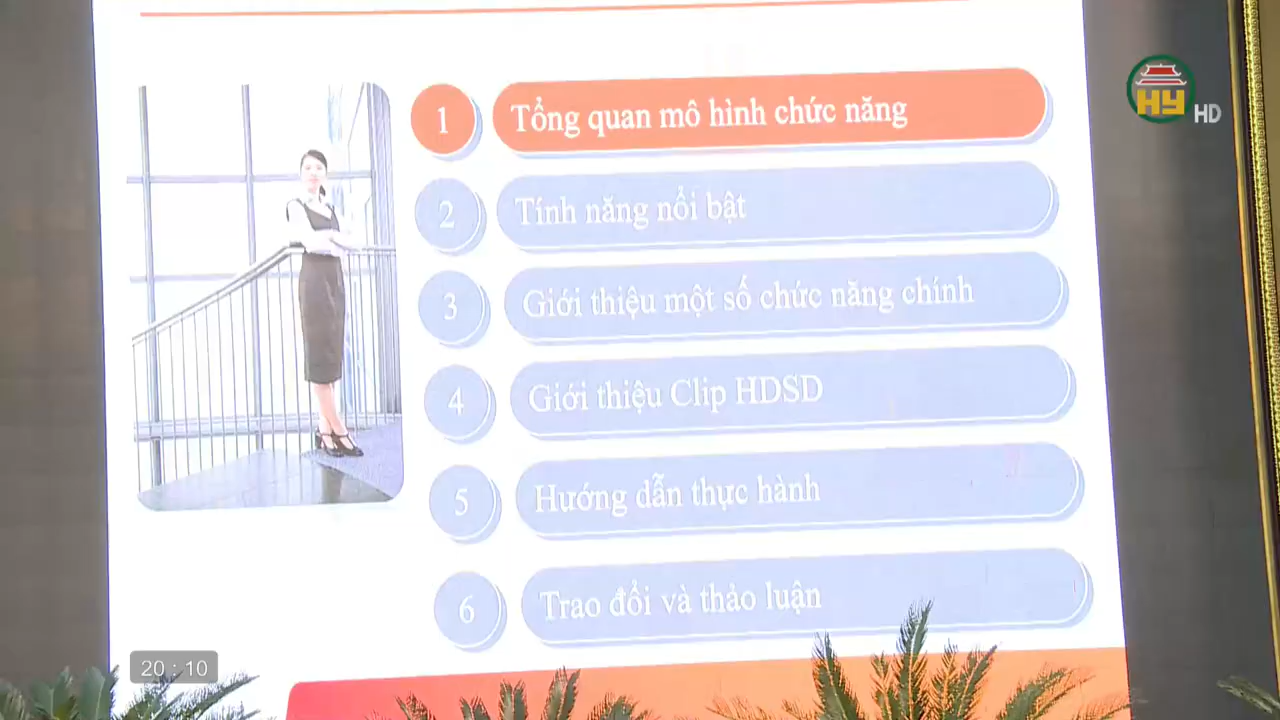 HY HD
1 Tổng quan mô hình chức năng
2 Tính năng nổi bật
3 Giới thiệu một số chức năng chính
4 Giới thiệu Clip HDSD
5 Hướng dẫn thực hành
6 Trao đổi và thảo luận
20 : 10